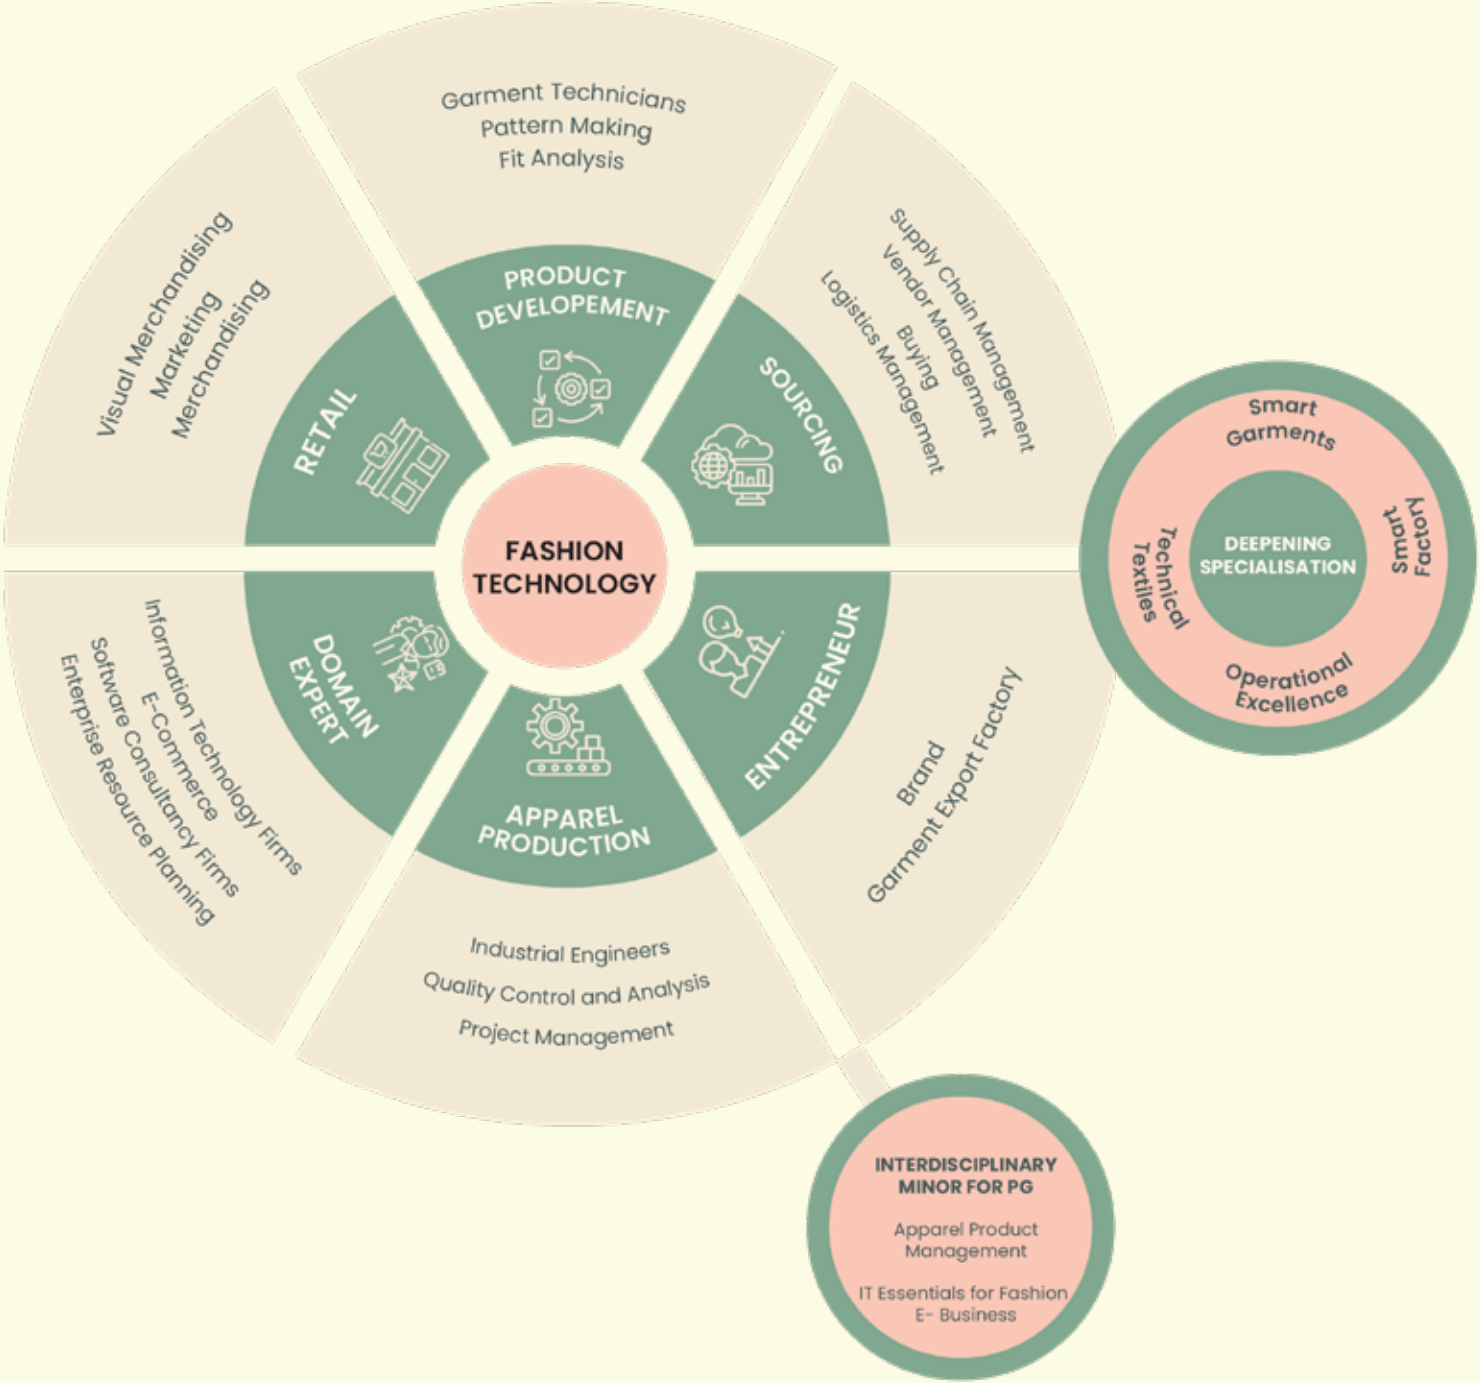 Garment Technicians
Pattern Making
Fit Analysis
PRODUCT
DEVELOPEMENT
Supply Chain Management
Vendor Management
Buying
Logistics Management
SOURCING
Visual Merchandising
Marketing
Merchandising
RETAIL
FASHION
TECHNOLOGY
DOMAIN
EXPERT
Information Technology Firms
E-Commerce
Software Consultancy Firms
Enterprise Resource Planning
APPAREL
PRODUCTION
Industrial Engineers
Quality Control and Analysis
Project Management
ENTREPRENEUR
Brand
Garment Export Factory
Smart
Garments
Smart
Factory
Operational
Excellence
Technical
Textiles
DEEPENING
SPECIALISATION
INTERDISCIPLINARY
MINOR FOR PG
Apparel Product
Management
IT Essentials for Fashion
E- Business